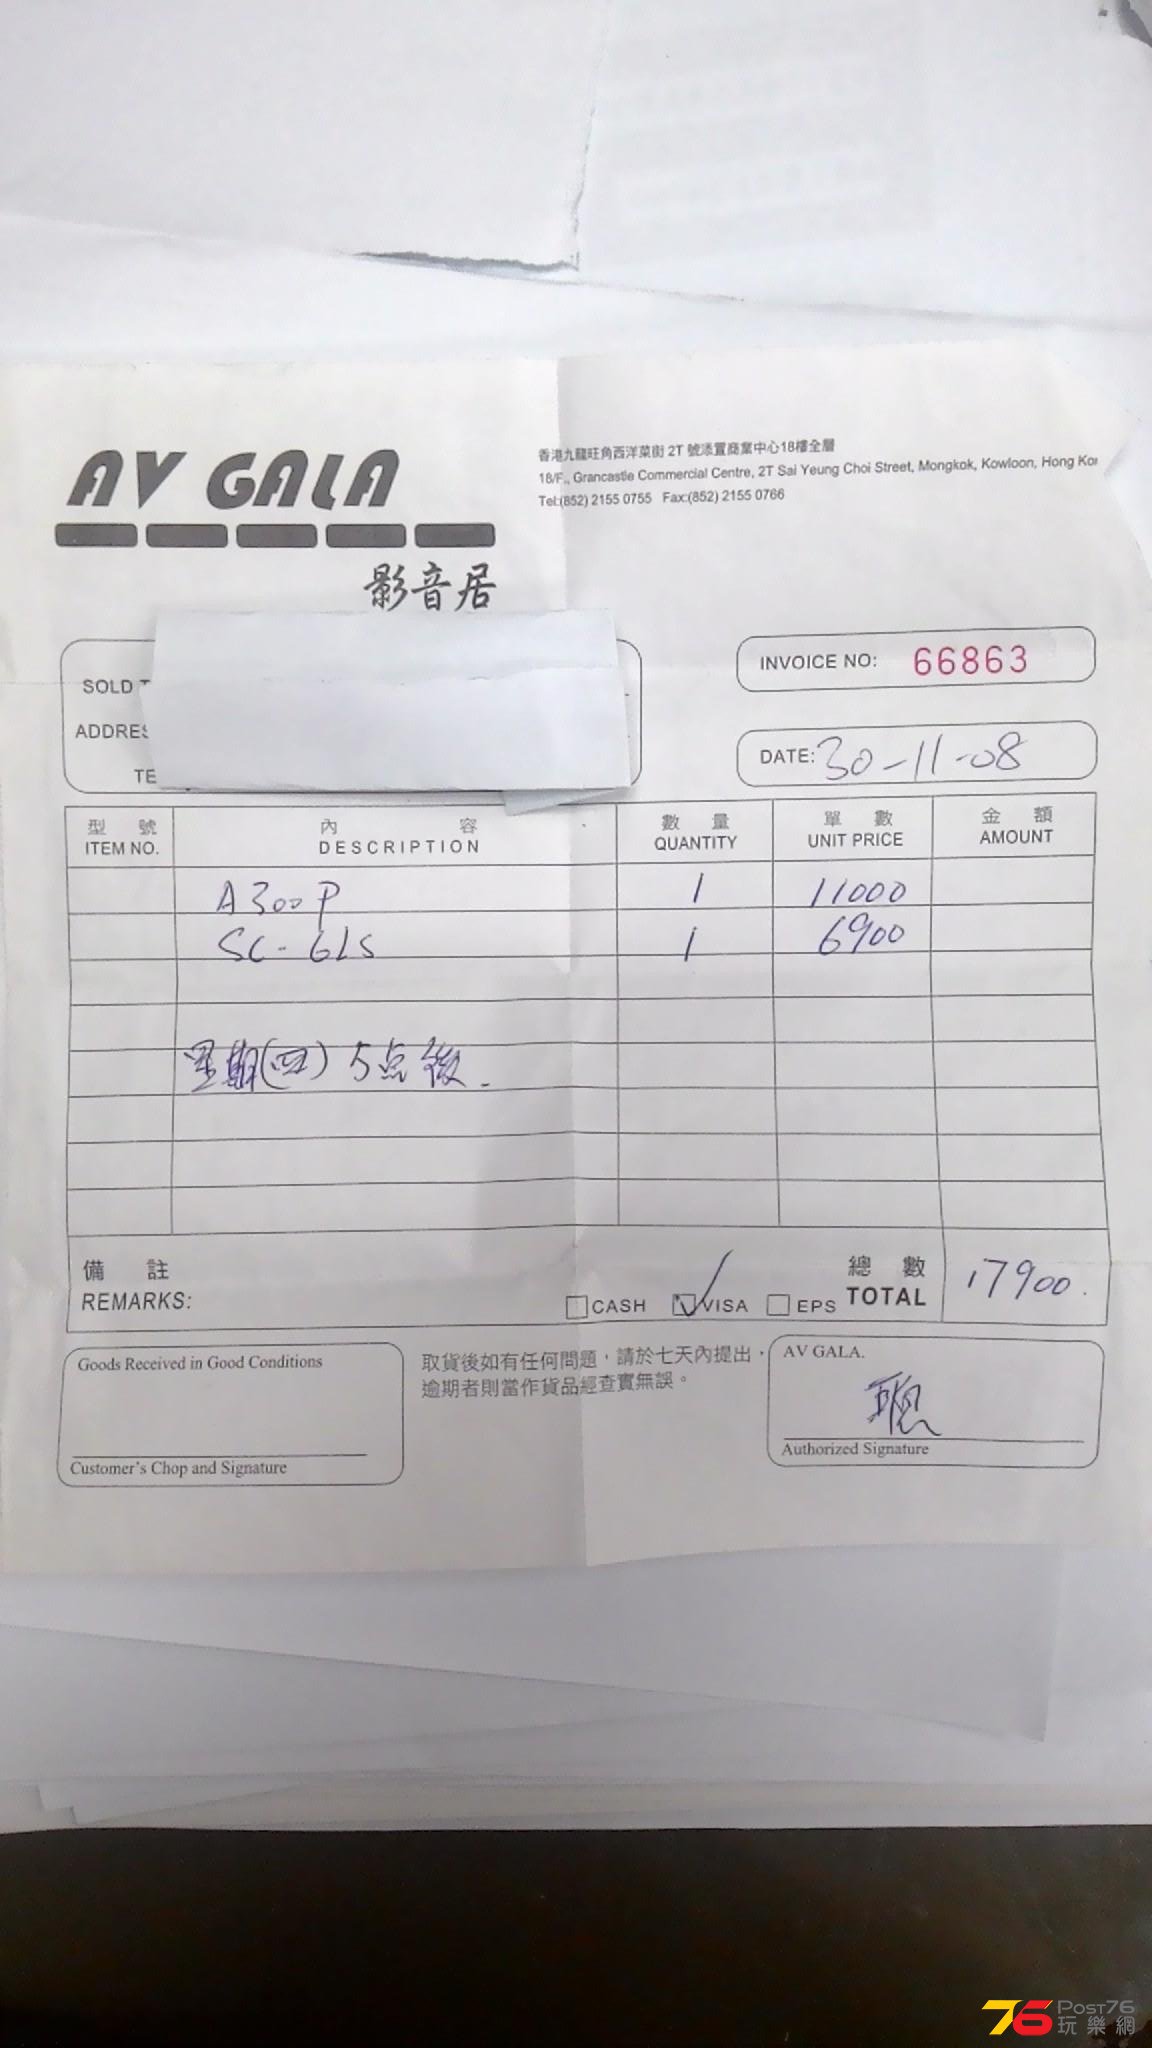 AV GALA
影音居
香港九龍旺角西洋菜街 2T 號添置商業中心18樓全層
18/F., Grancastle Commercial Centre, 2T Sai Yeung Choi Street, Mongkok, Kowloon, Hong Kon
Tel:(852) 2155 0755 Fax:(852) 2155 0766
SOLD T
ADDRES
TE
INVOICE NO: 66863
DATE: 30-11-08
型號 內容 數量 單數 金額
ITEM NO. DESCRIPTION QUANTITY UNIT PRICE AMOUNT
A300P 1 11000
SC-61S 1 6900
星期(四) 5点後.
備註
REMARKS:
CASH VISA EPS
總數
TOTAL 17900.
Goods Received in Good Conditions
Customer's Chop and Signature
取貨後如有任何問題，請於七天內提出，
逾期者則當作貨品經查實無誤。
AV GALA.
聰
Authorized Signature
76 Post76
玩樂網